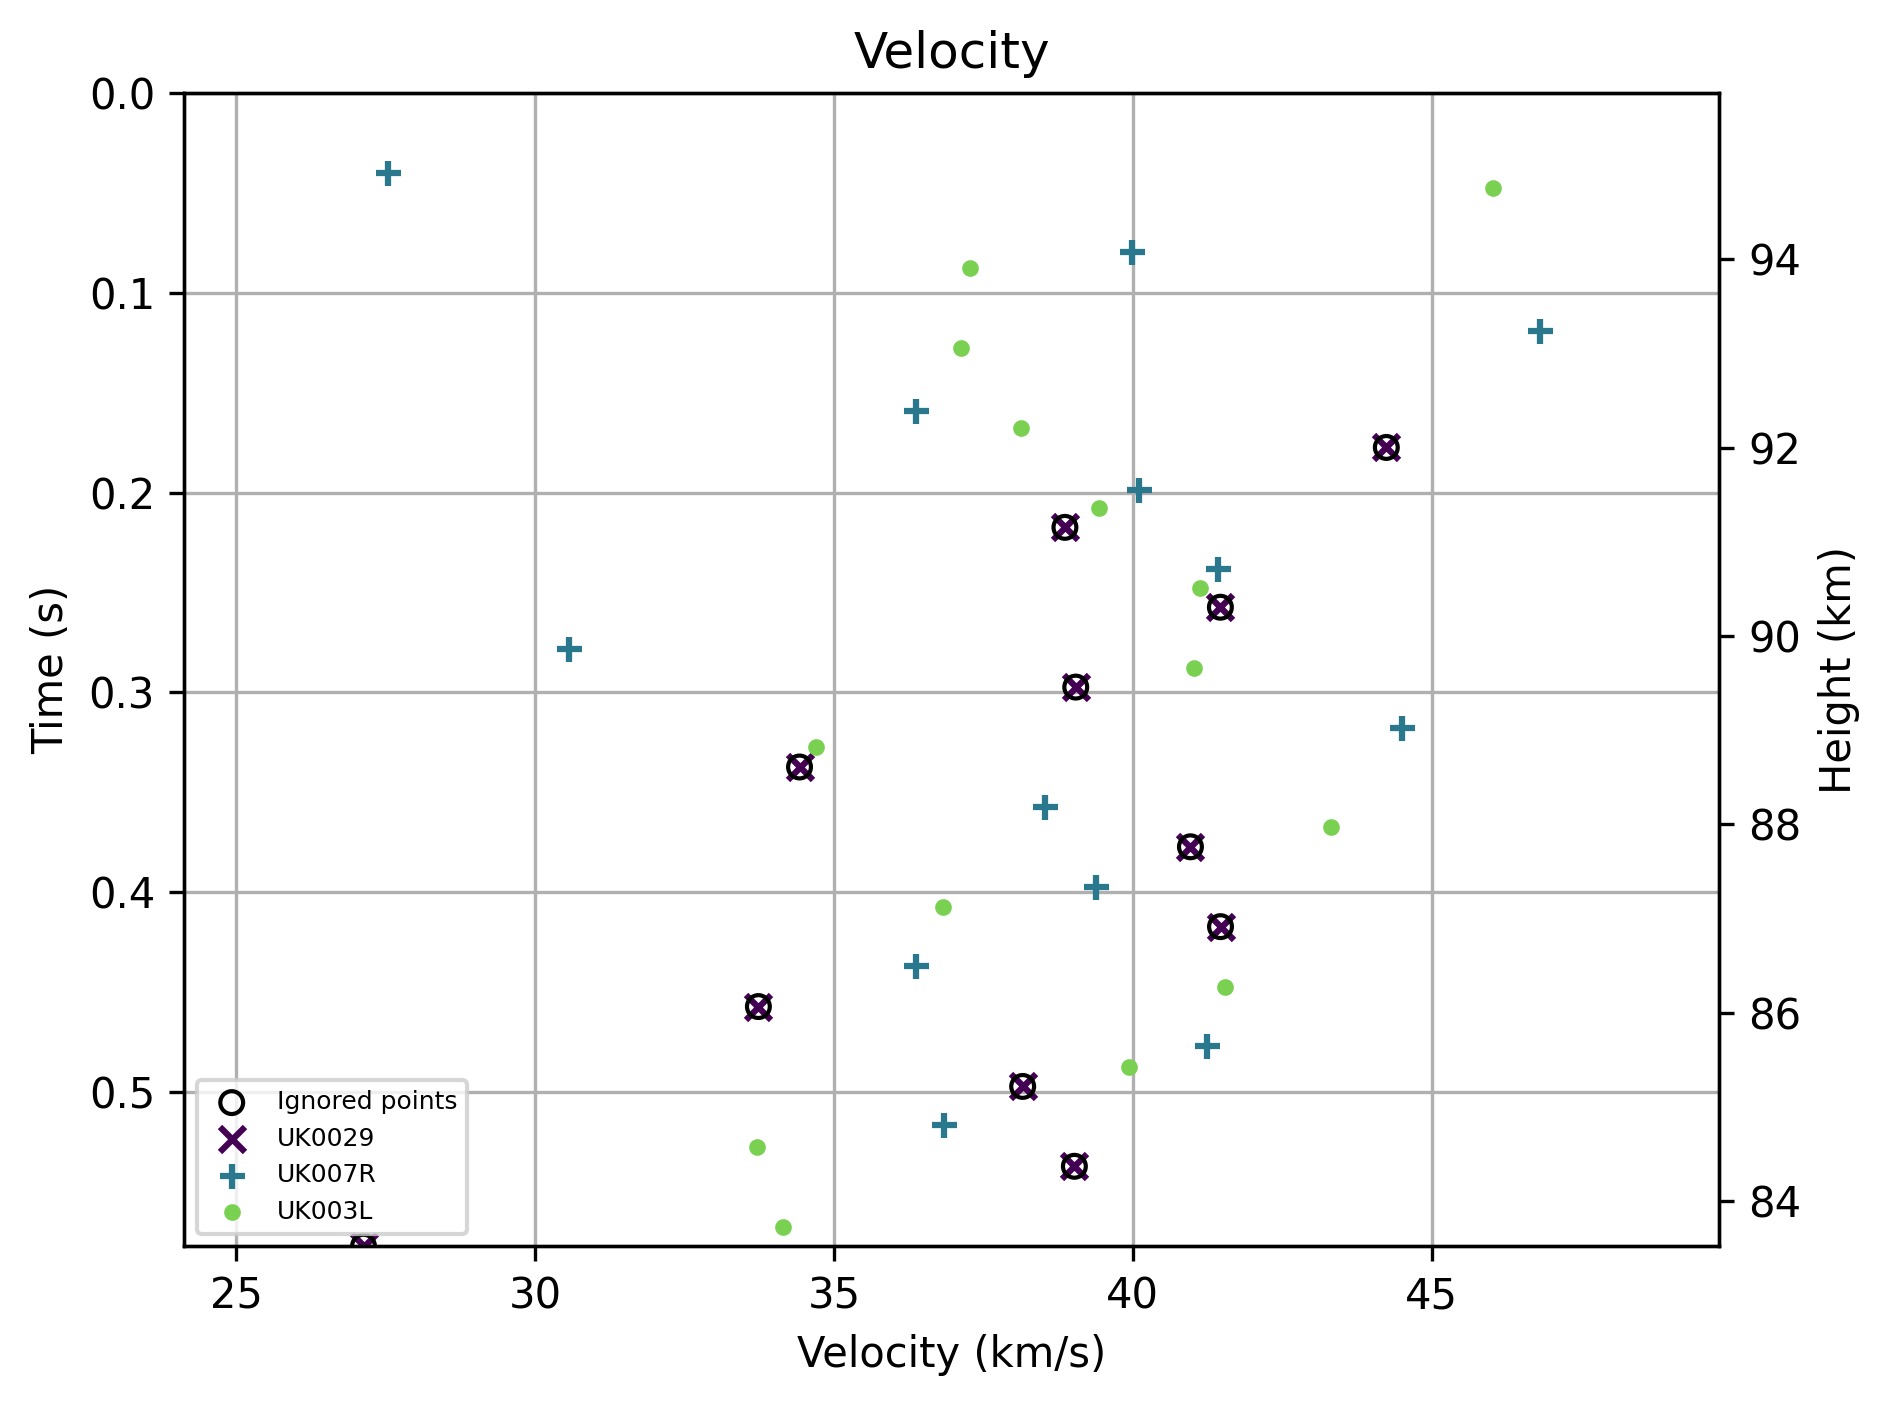 Velocity
0.0
0.1
0.2
0.3
0.4
0.5
Time (s)
94
92
90
88
86
84
Height (km)
Ignored points
UK0029
UK007R
UK003L
25
30
35
40
45
Velocity (km/s)